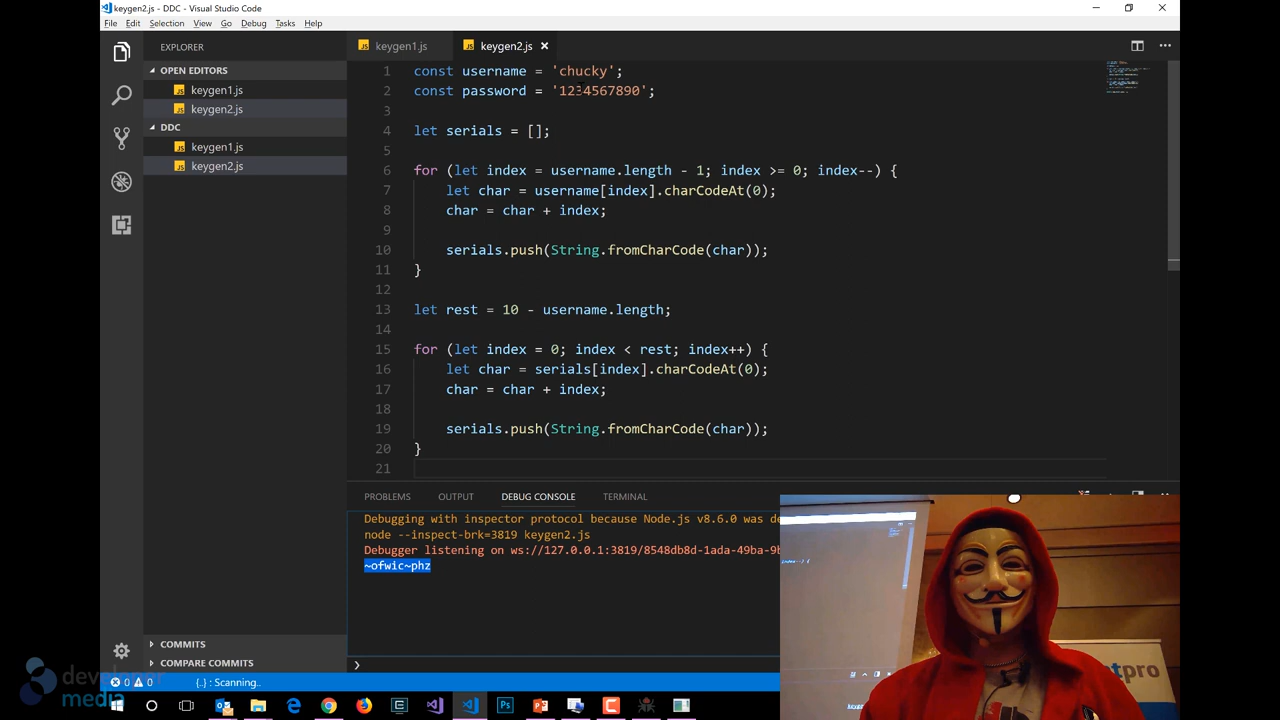 keygen2.js - DDC - Visual Studio Code
File Edit Selection View Go Debug Tasks Help
EXPLORER
keygen1.js
keygen2.js
OPEN EDITORS
keygen1.js
keygen2.js
DDC
keygen1.js
keygen2.js
1 const username = 'chucky';
2 const password = '1234567890';
3
4 let serials = [];
5
6 for (let index = username.length - 1; index >= 0; index--) {
7 let char = username[index].charCodeAt(0);
8 char = char + index;
9
10 serials.push(String.fromCharCode(char));
11 }
12
13 let rest = 10 - username.length;
14
15 for (let index = 0; index < rest; index++) {
16 let char = serials[index].charCodeAt(0);
17 char = char + index;
18
19 serials.push(String.fromCharCode(char));
20 }
21
PROBLEMS OUTPUT DEBUG CONSOLE TERMINAL
Debugging with inspector protocol because Node.js v8.6.0 was de
node --inspect-brk=3819 keygen2.js
Debugger listening on ws://127.0.0.1:3819/8548db8d-1ada-49ba-9b
~ofwic~phz
COMMITS
COMPARE COMMITS
developer
media
0 0 {..} : Scanning..
tpro